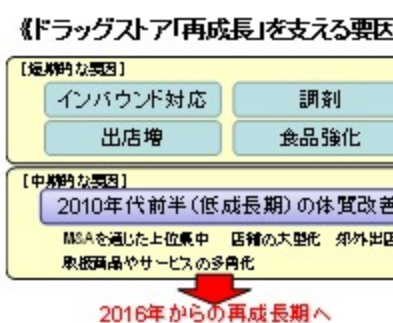 《ドラッグストア「再成長」を支える要因
【短期的な要因】
インバウンド対応 調剤
出店増 食品強化
【中期的な要因】
2010年代前半(低成長期)の体質改善
M&Aを通じた上位集中 店舗の大型化 郊外出店
取扱商品やサービスの多角化
2016年からの再成長期へ